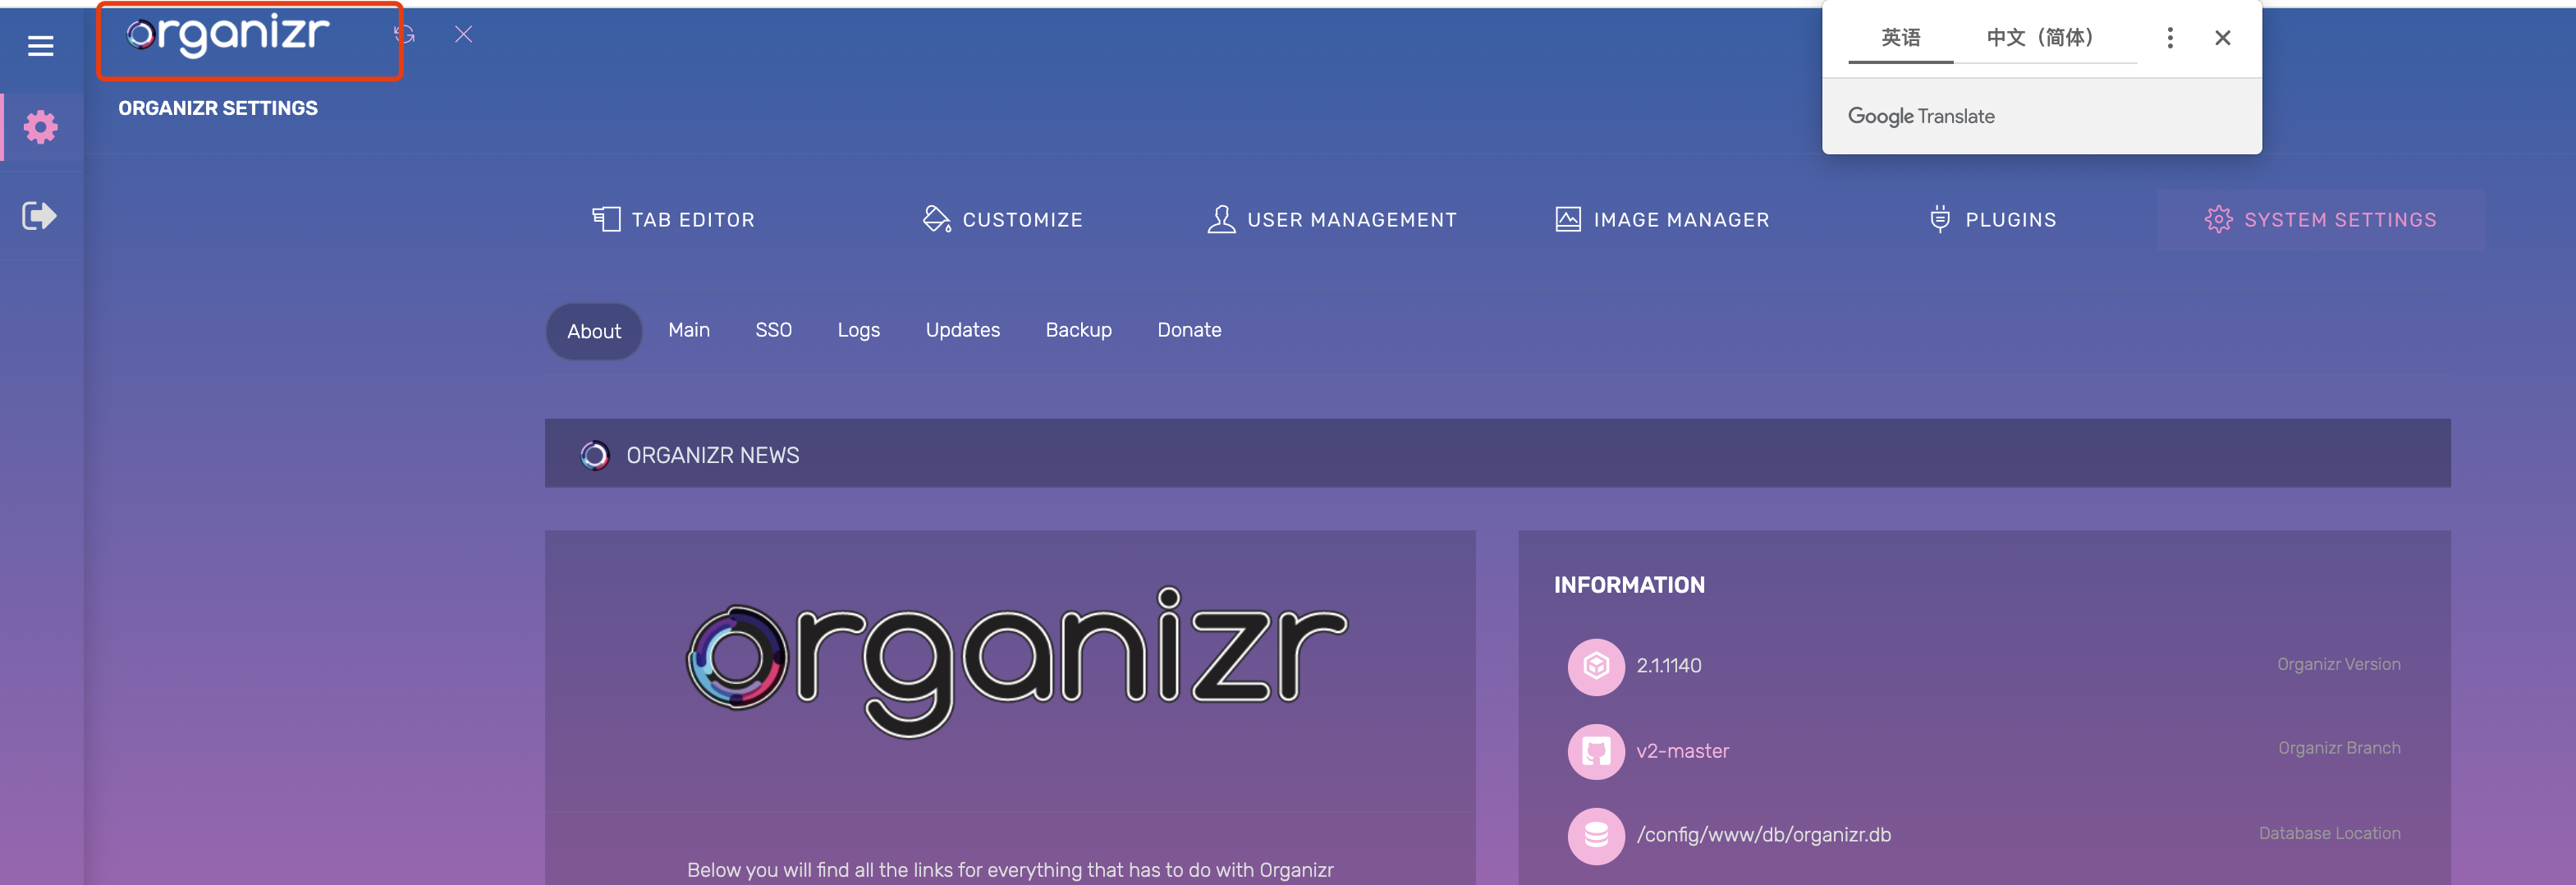 organizr
英语
中文（简体）
Google Translate
ORGANIZR SETTINGS
TAB EDITOR
CUSTOMIZE
USER MANAGEMENT
IMAGE MANAGER
PLUGINS
SYSTEM SETTINGS
About
Main
SSO
Logs
Updates
Backup
Donate
ORGANIZR NEWS
organizr
Below you will find all the links for everything that has to do with Organizr
INFORMATION
2.1.1140
Organizr Version
v2-master
Organizr Branch
/config/www/db/organizr.db
Database Location